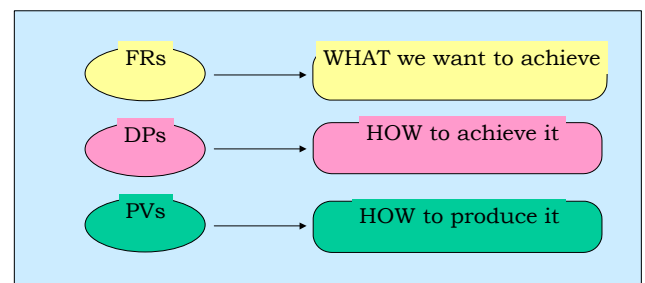 FRs
WHAT we want to achieve
DPs
HOW to achieve it
PVs
HOW to produce it